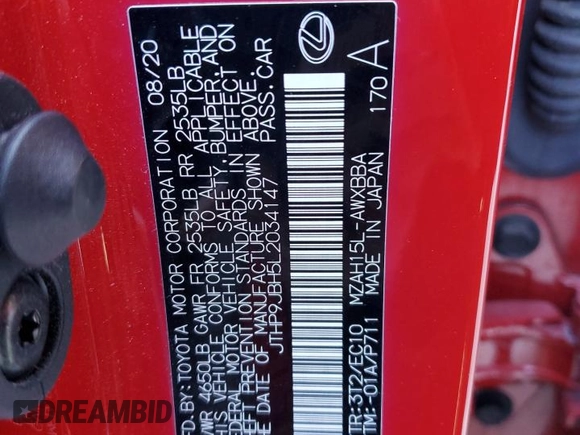 MFD.BY:TOYOTA MOTOR CORPORATION 08/20
GVWR 4650LB GAWR FR 2535LB RR 2535LB
THIS VEHICLE CONFORMS TO ALL APPLICABLE
FEDERAL MOTOR VEHICLE SAFETY,BUMPER,AND
THEFT PREVENTION STANDARDS IN EFFECT ON
THE DATE OF MANUFACTURE SHOWN ABOVE.
JTHP9JBH5L2034147 PASS.CAR
TR:3T2/EC10 MZAH15L-AWXBBA 170 A
TM:-01A/P711 MADE IN JAPAN
DREAMBID